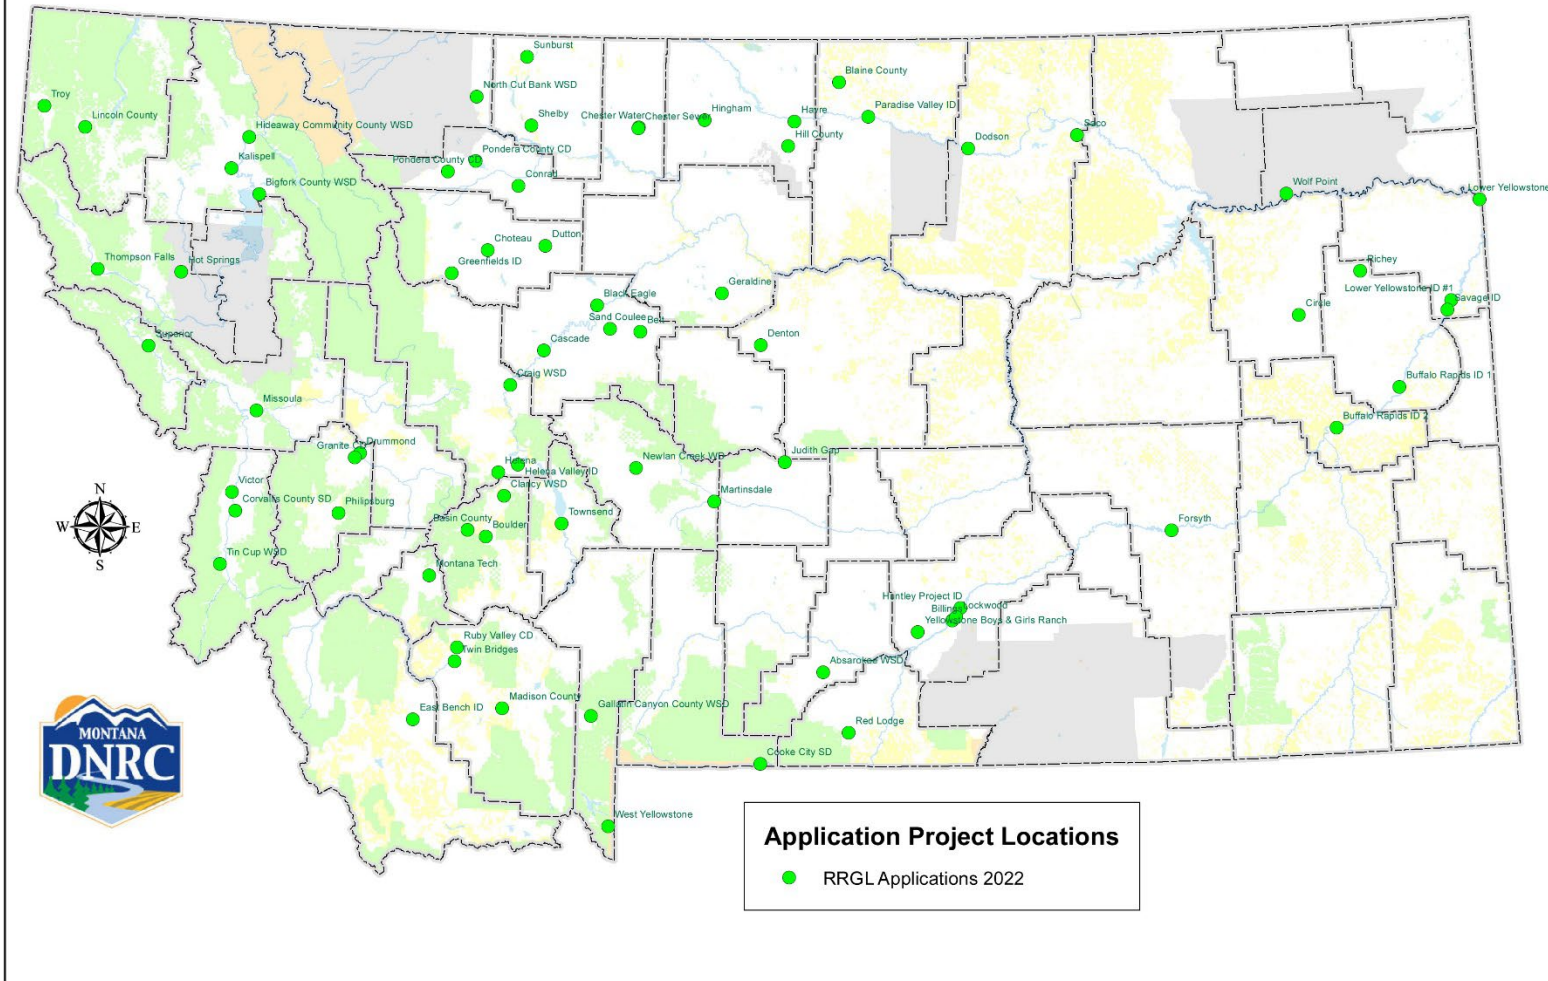 Sunburst
Blaine County
North Cut Bank WSD
Troy
Paradise Valley ID
Hingham
Havre
Lincoln County
Shelby
Chester Water
Chester Sewer
Hideaway Community County WSD
Hill County
Dodson
Saco
Pondera County CD
Kalispell
Pondera County CD
Conrad
Bigfork County WSD
Wolf Point
Lower Yellowstone
Dutton
Choteau
Thompson Falls
Hot Springs
Greenfields ID
Richey
Geraldine
Lower Yellowstone ID #1
Black Eagle
Savage ID
Circle
Sand Coulee
Belt
Superior
Denton
Cascade
Craig WSD
Buffalo Rapids ID 1
Missoula
Buffalo Rapids ID 2
Drummond
Granite CD
Judith Gap
Newlan Creek WD
Helena
Helena Valley ID
Victor
Clancy WSD
Martinsdale
Corvallis County SD
Philipsburg
N
W
E
S
Townsend
Basin County
Boulder
Forsyth
Tin Cup WSD
Montana Tech
Huntley Project ID
Lockwood
Billings
Yellowstone Boys & Girls Ranch
Ruby Valley CD
Twin Bridges
Absarokee WSD
Madison County
Gallatin Canyon County WSD
East Bench ID
Red Lodge
Cooke City SD
MONTANA
DNRC
West Yellowstone
Application Project Locations
RRGL Applications 2022